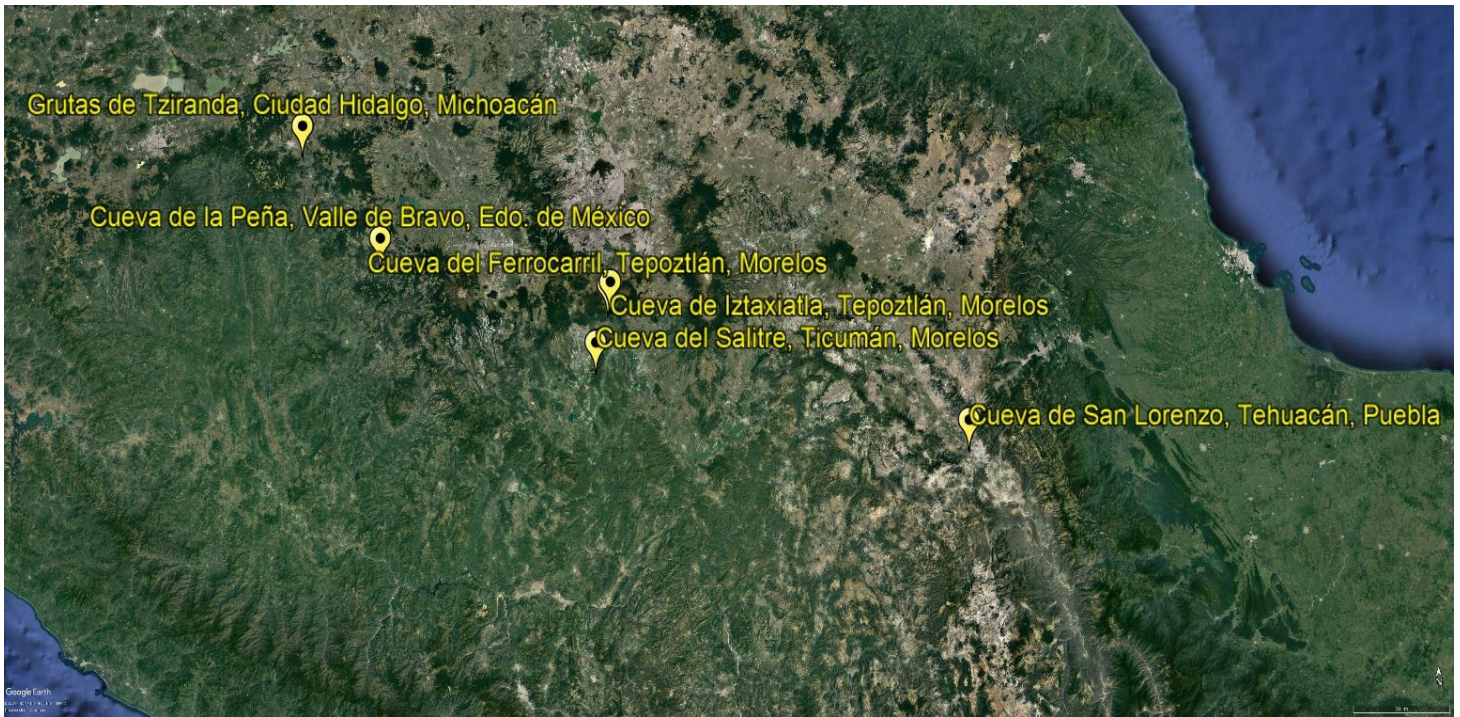 Grutas de Tziranda, Ciudad Hidalgo, Michoacán
Cueva de la Peña, Valle de Bravo, Edo. de México
Cueva del Ferrocarril, Tepoztlán, Morelos
Cueva de Iztaxiatla, Tepoztlán, Morelos
Cueva del Salitre, Ticumán, Morelos
Cueva de San Lorenzo, Tehuacán, Puebla
Google Earth
N